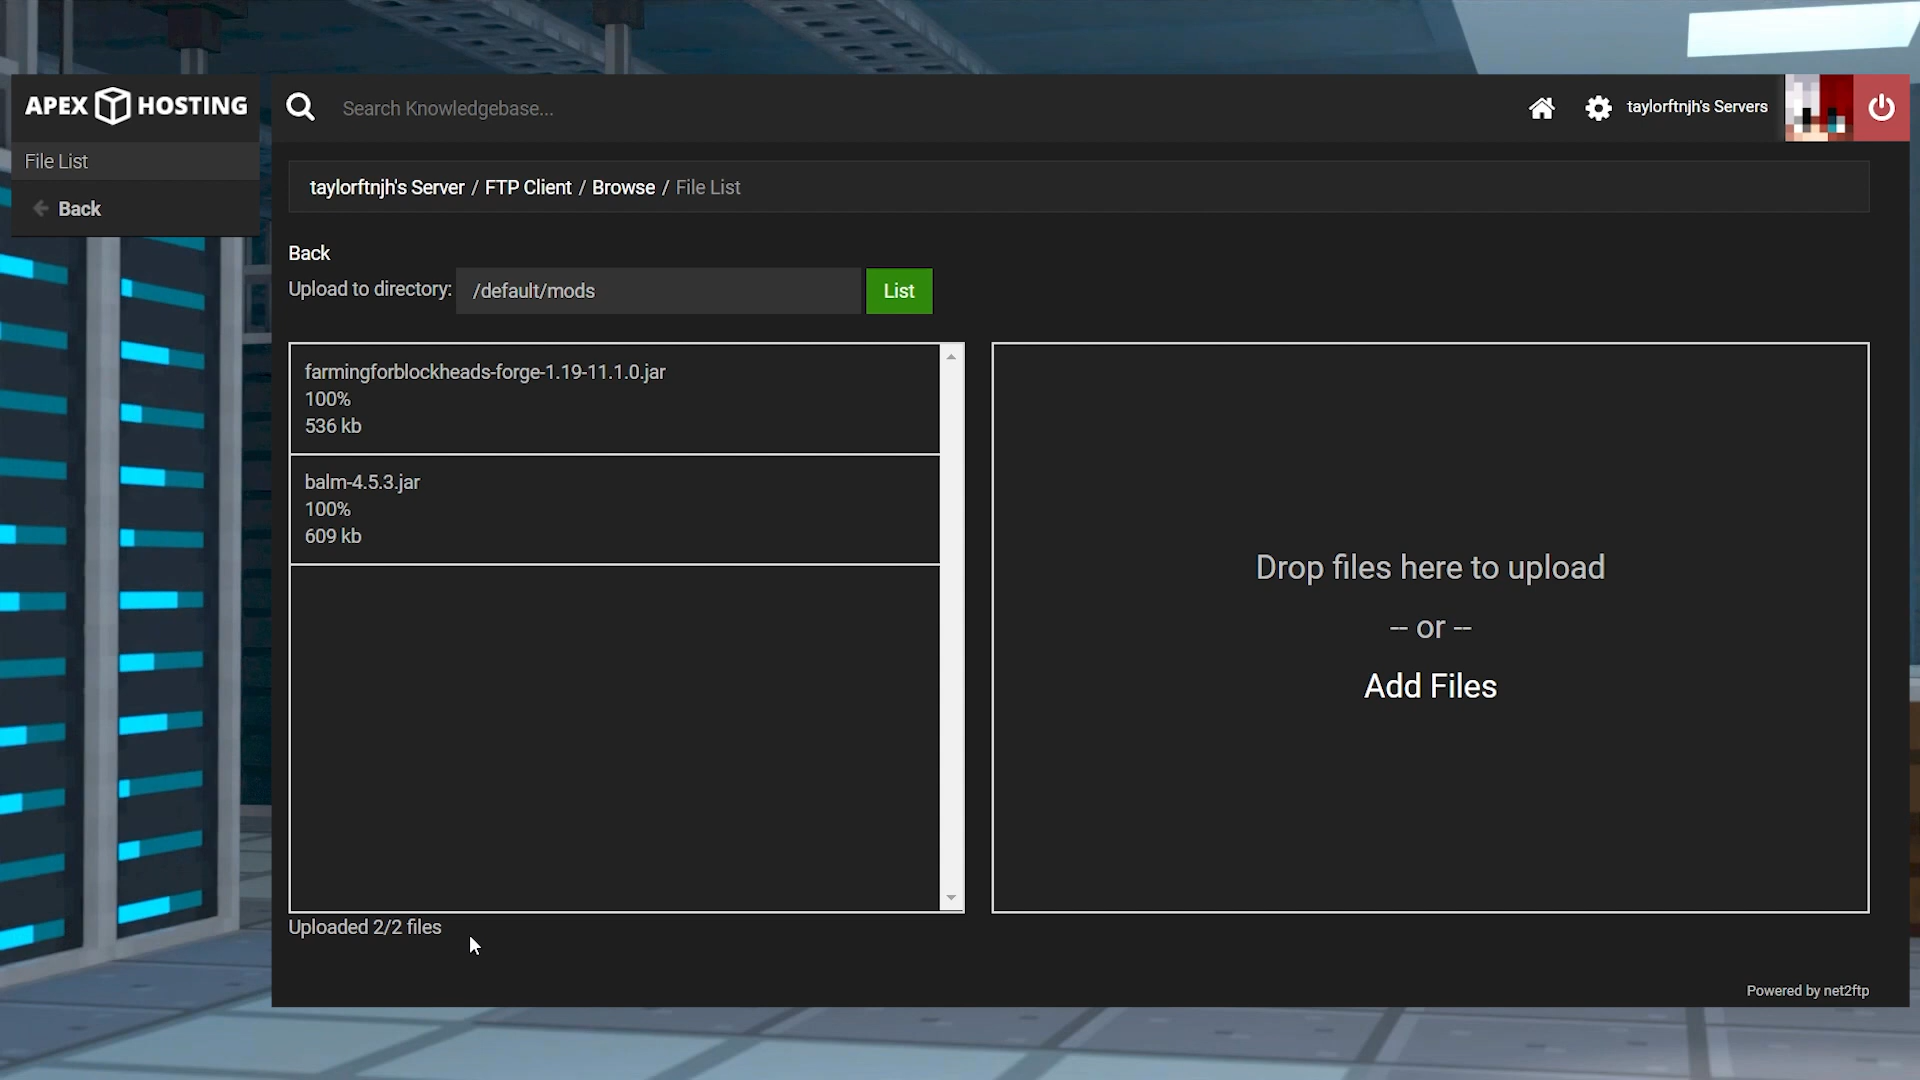 APEX HOSTING
File List
Back
Search Knowledgebase...
taylorftnjh's Servers
taylorftnjh's Server / FTP Client / Browse / File List
Back
Upload to directory: /default/mods List
farmingforblockheads-forge-1.19-11.1.0.jar
100%
536 kb
balm-4.5.3.jar
100%
609 kb
Uploaded 2/2 files
Drop files here to upload
-- or --
Add Files
Powered by net2ftp